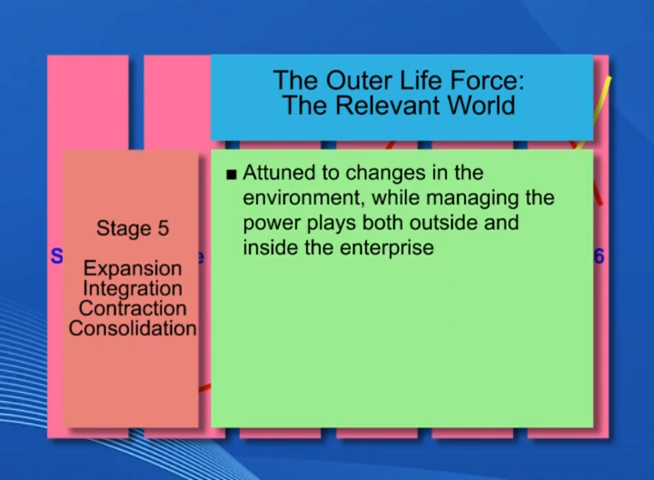 The Outer Life Force:
The Relevant World
Stage 5
Expansion
Integration
Contraction
Consolidation
■ Attuned to changes in the
environment, while managing the
power plays both outside and
inside the enterprise
S
e
6